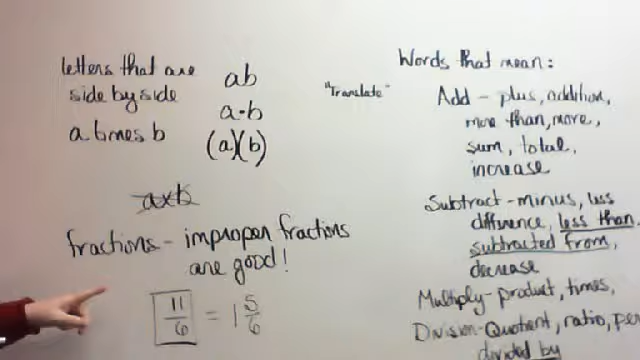 letters that are
side by side
a times b
ab
a·b
(a)(b)
a×b
fractions - improper fractions
are good!
11/6 = 1 5/6
"Translate"
Words that mean:
Add - plus, addition,
more than, more,
sum, total,
increase
Subtract - minus, less
difference, less than,
subtracted from,
decrease
Multiply - product, times,
Division - Quotient, ratio, per
divided by